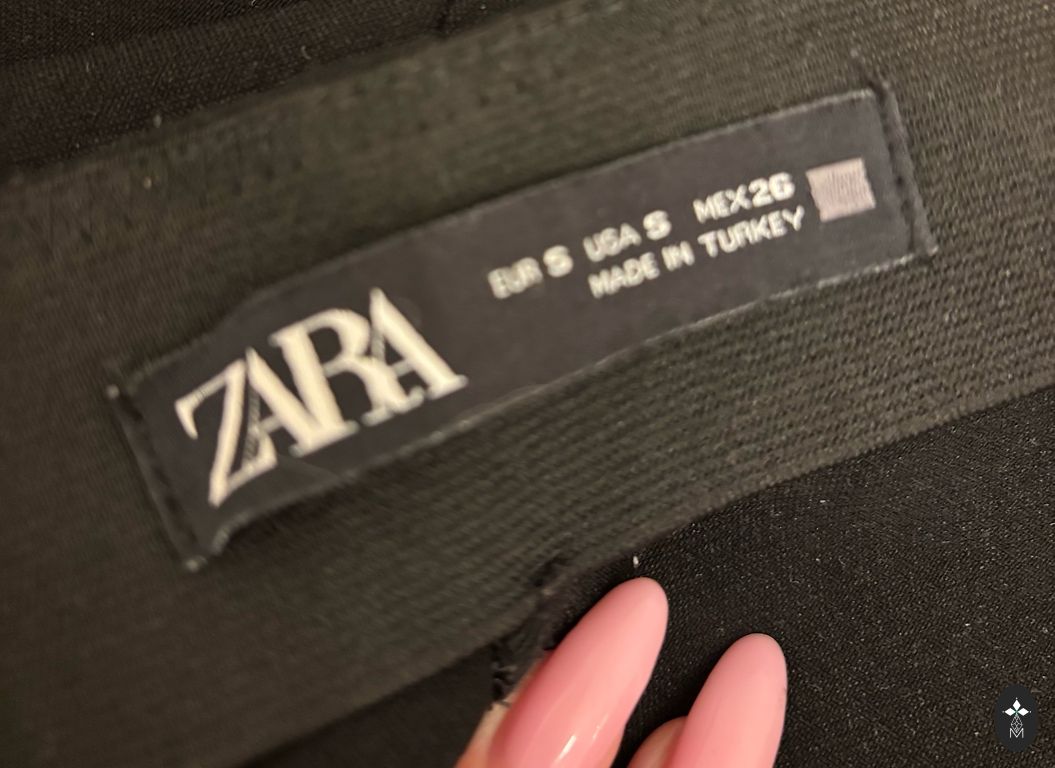 ZARA
EUR S USA S MEX 26
MADE IN TURKEY
M